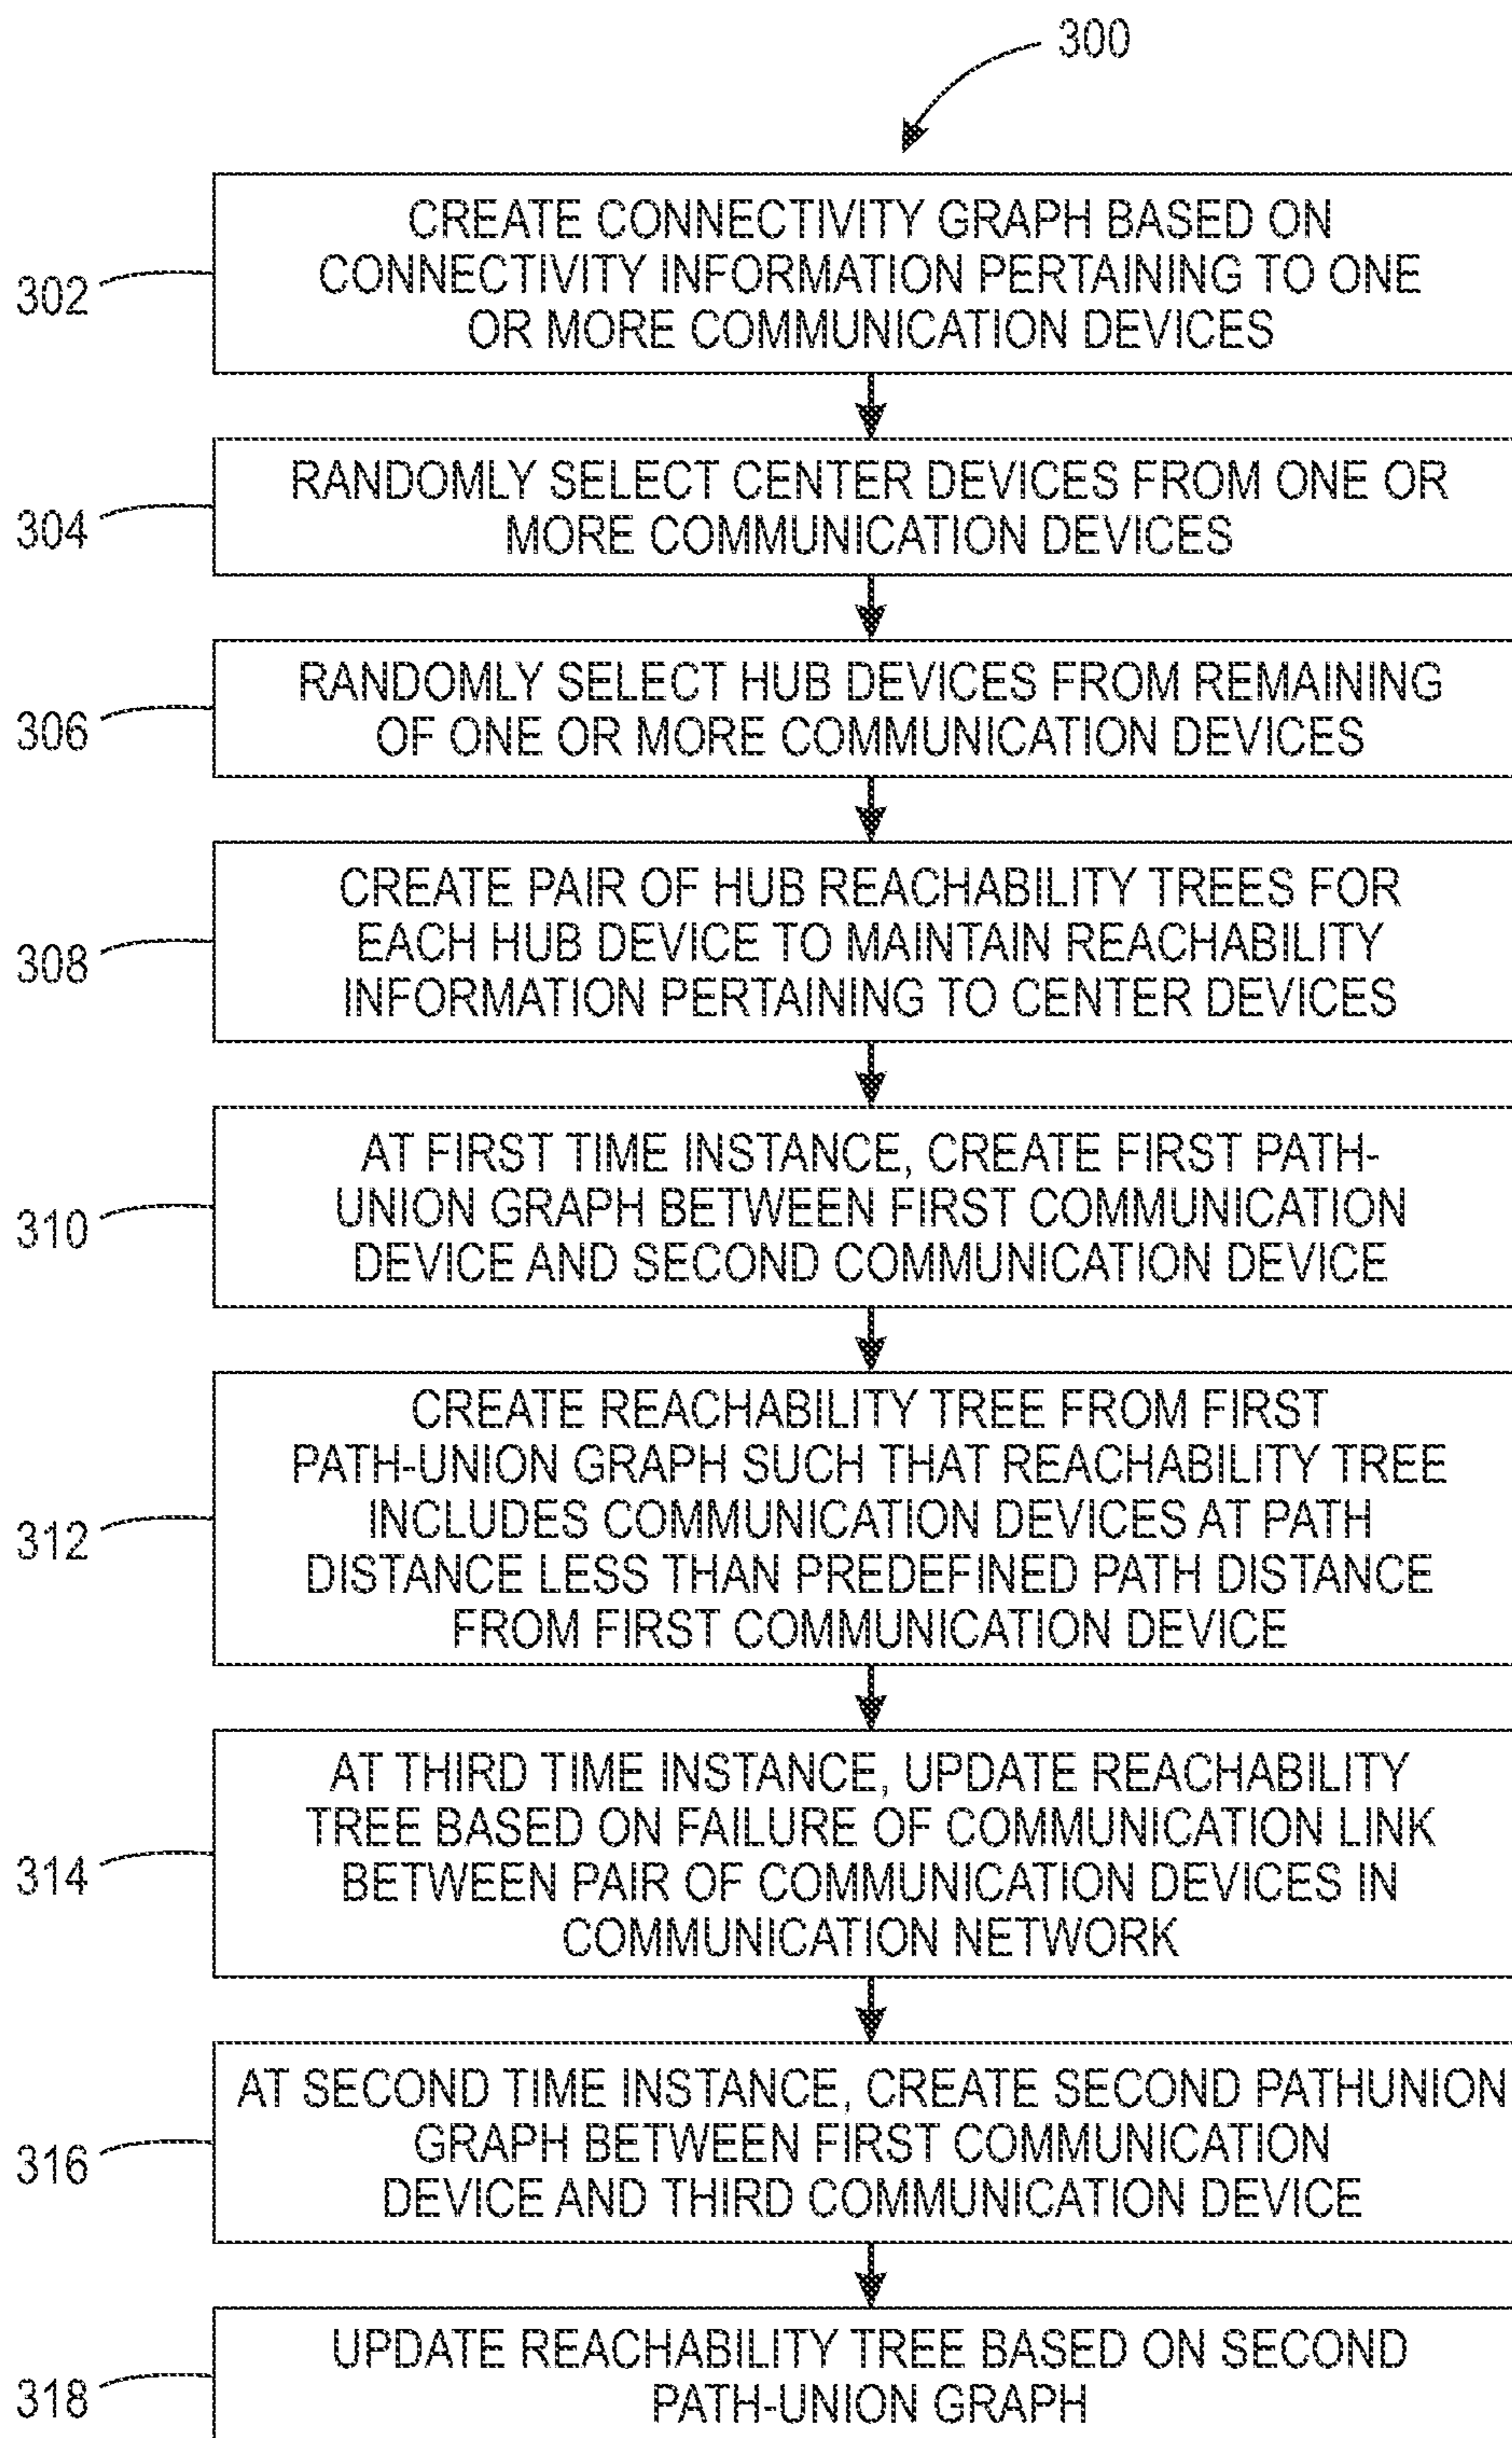 300
302
CREATE CONNECTIVITY GRAPH BASED ON
CONNECTIVITY INFORMATION PERTAINING TO ONE
OR MORE COMMUNICATION DEVICES
304
RANDOMLY SELECT CENTER DEVICES FROM ONE OR
MORE COMMUNICATION DEVICES
306
RANDOMLY SELECT HUB DEVICES FROM REMAINING
OF ONE OR MORE COMMUNICATION DEVICES
308
CREATE PAIR OF HUB REACHABILITY TREES FOR
EACH HUB DEVICE TO MAINTAIN REACHABILITY
INFORMATION PERTAINING TO CENTER DEVICES
310
AT FIRST TIME INSTANCE, CREATE FIRST PATH-
UNION GRAPH BETWEEN FIRST COMMUNICATION
DEVICE AND SECOND COMMUNICATION DEVICE
312
CREATE REACHABILITY TREE FROM FIRST
PATH-UNION GRAPH SUCH THAT REACHABILITY TREE
INCLUDES COMMUNICATION DEVICES AT PATH
DISTANCE LESS THAN PREDEFINED PATH DISTANCE
FROM FIRST COMMUNICATION DEVICE
314
AT THIRD TIME INSTANCE, UPDATE REACHABILITY
TREE BASED ON FAILURE OF COMMUNICATION LINK
BETWEEN PAIR OF COMMUNICATION DEVICES IN
COMMUNICATION NETWORK
316
AT SECOND TIME INSTANCE, CREATE SECOND PATHUNION
GRAPH BETWEEN FIRST COMMUNICATION
DEVICE AND THIRD COMMUNICATION DEVICE
318
UPDATE REACHABILITY TREE BASED ON SECOND
PATH-UNION GRAPH